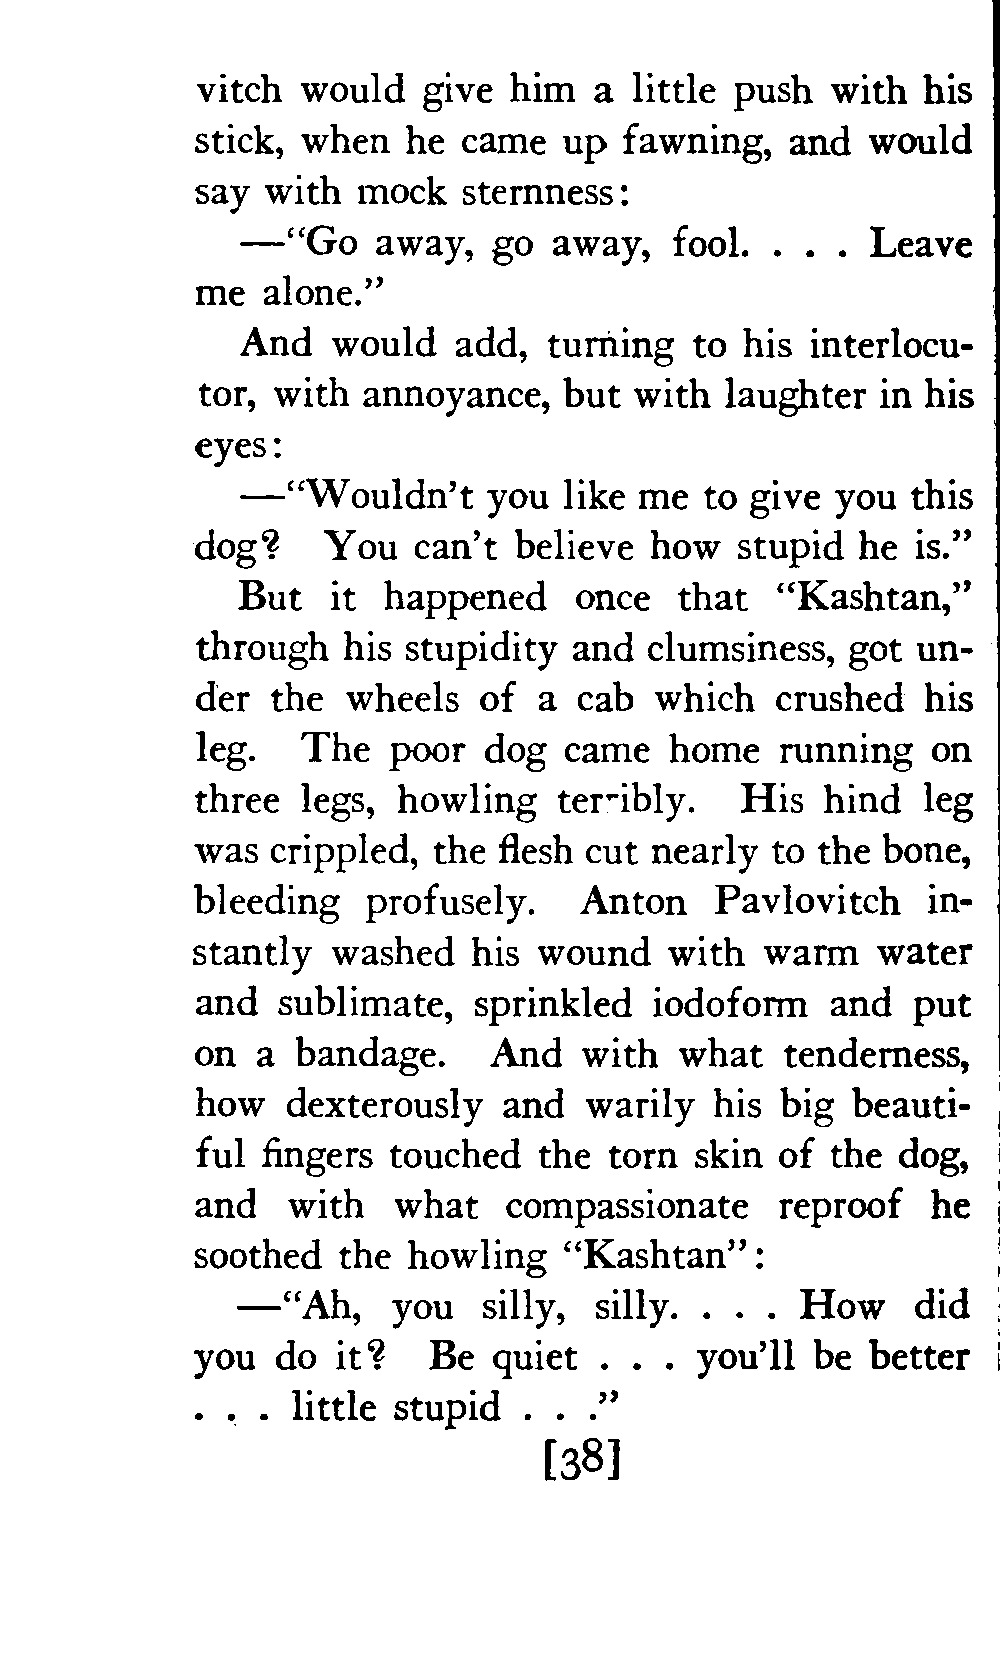 vitch would give him a little push with his
stick, when he came up fawning, and would
say with mock sternness:
—"Go away, go away, fool. . . . Leave
me alone."
And would add, turning to his interlocu-
tor, with annoyance, but with laughter in his
eyes:
—"Wouldn't you like me to give you this
dog? You can't believe how stupid he is."
But it happened once that "Kashtan,"
through his stupidity and clumsiness, got un-
der the wheels of a cab which crushed his
leg. The poor dog came home running on
three legs, howling terribly. His hind leg
was crippled, the flesh cut nearly to the bone,
bleeding profusely. Anton Pavlovitch in-
stantly washed his wound with warm water
and sublimate, sprinkled iodoform and put
on a bandage. And with what tenderness,
how dexterously and warily his big beauti-
ful fingers touched the torn skin of the dog,
and with what compassionate reproof he
soothed the howling "Kashtan":
—"Ah, you silly, silly. . . . How did
you do it? Be quiet . . . you'll be better
. . . little stupid . . ."
[38]